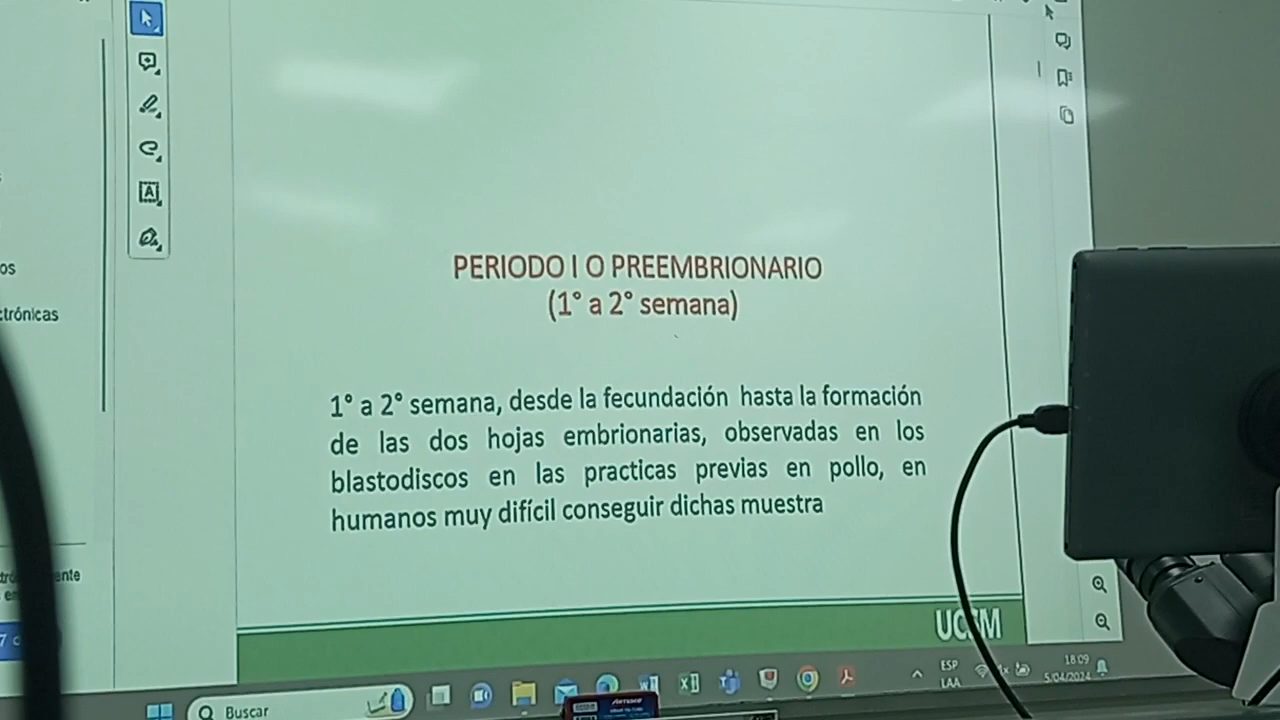 PERIODO I O PREEMBRIONARIO
(1° a 2° semana)
1° a 2° semana, desde la fecundación hasta la formación
de las dos hojas embrionarias, observadas en los
blastodiscos en las practicas previas en pollo, en
humanos muy difícil conseguir dichas muestra
os
ctrónicas
ente
Buscar
ESP
LAA
18:09
5/04/2024